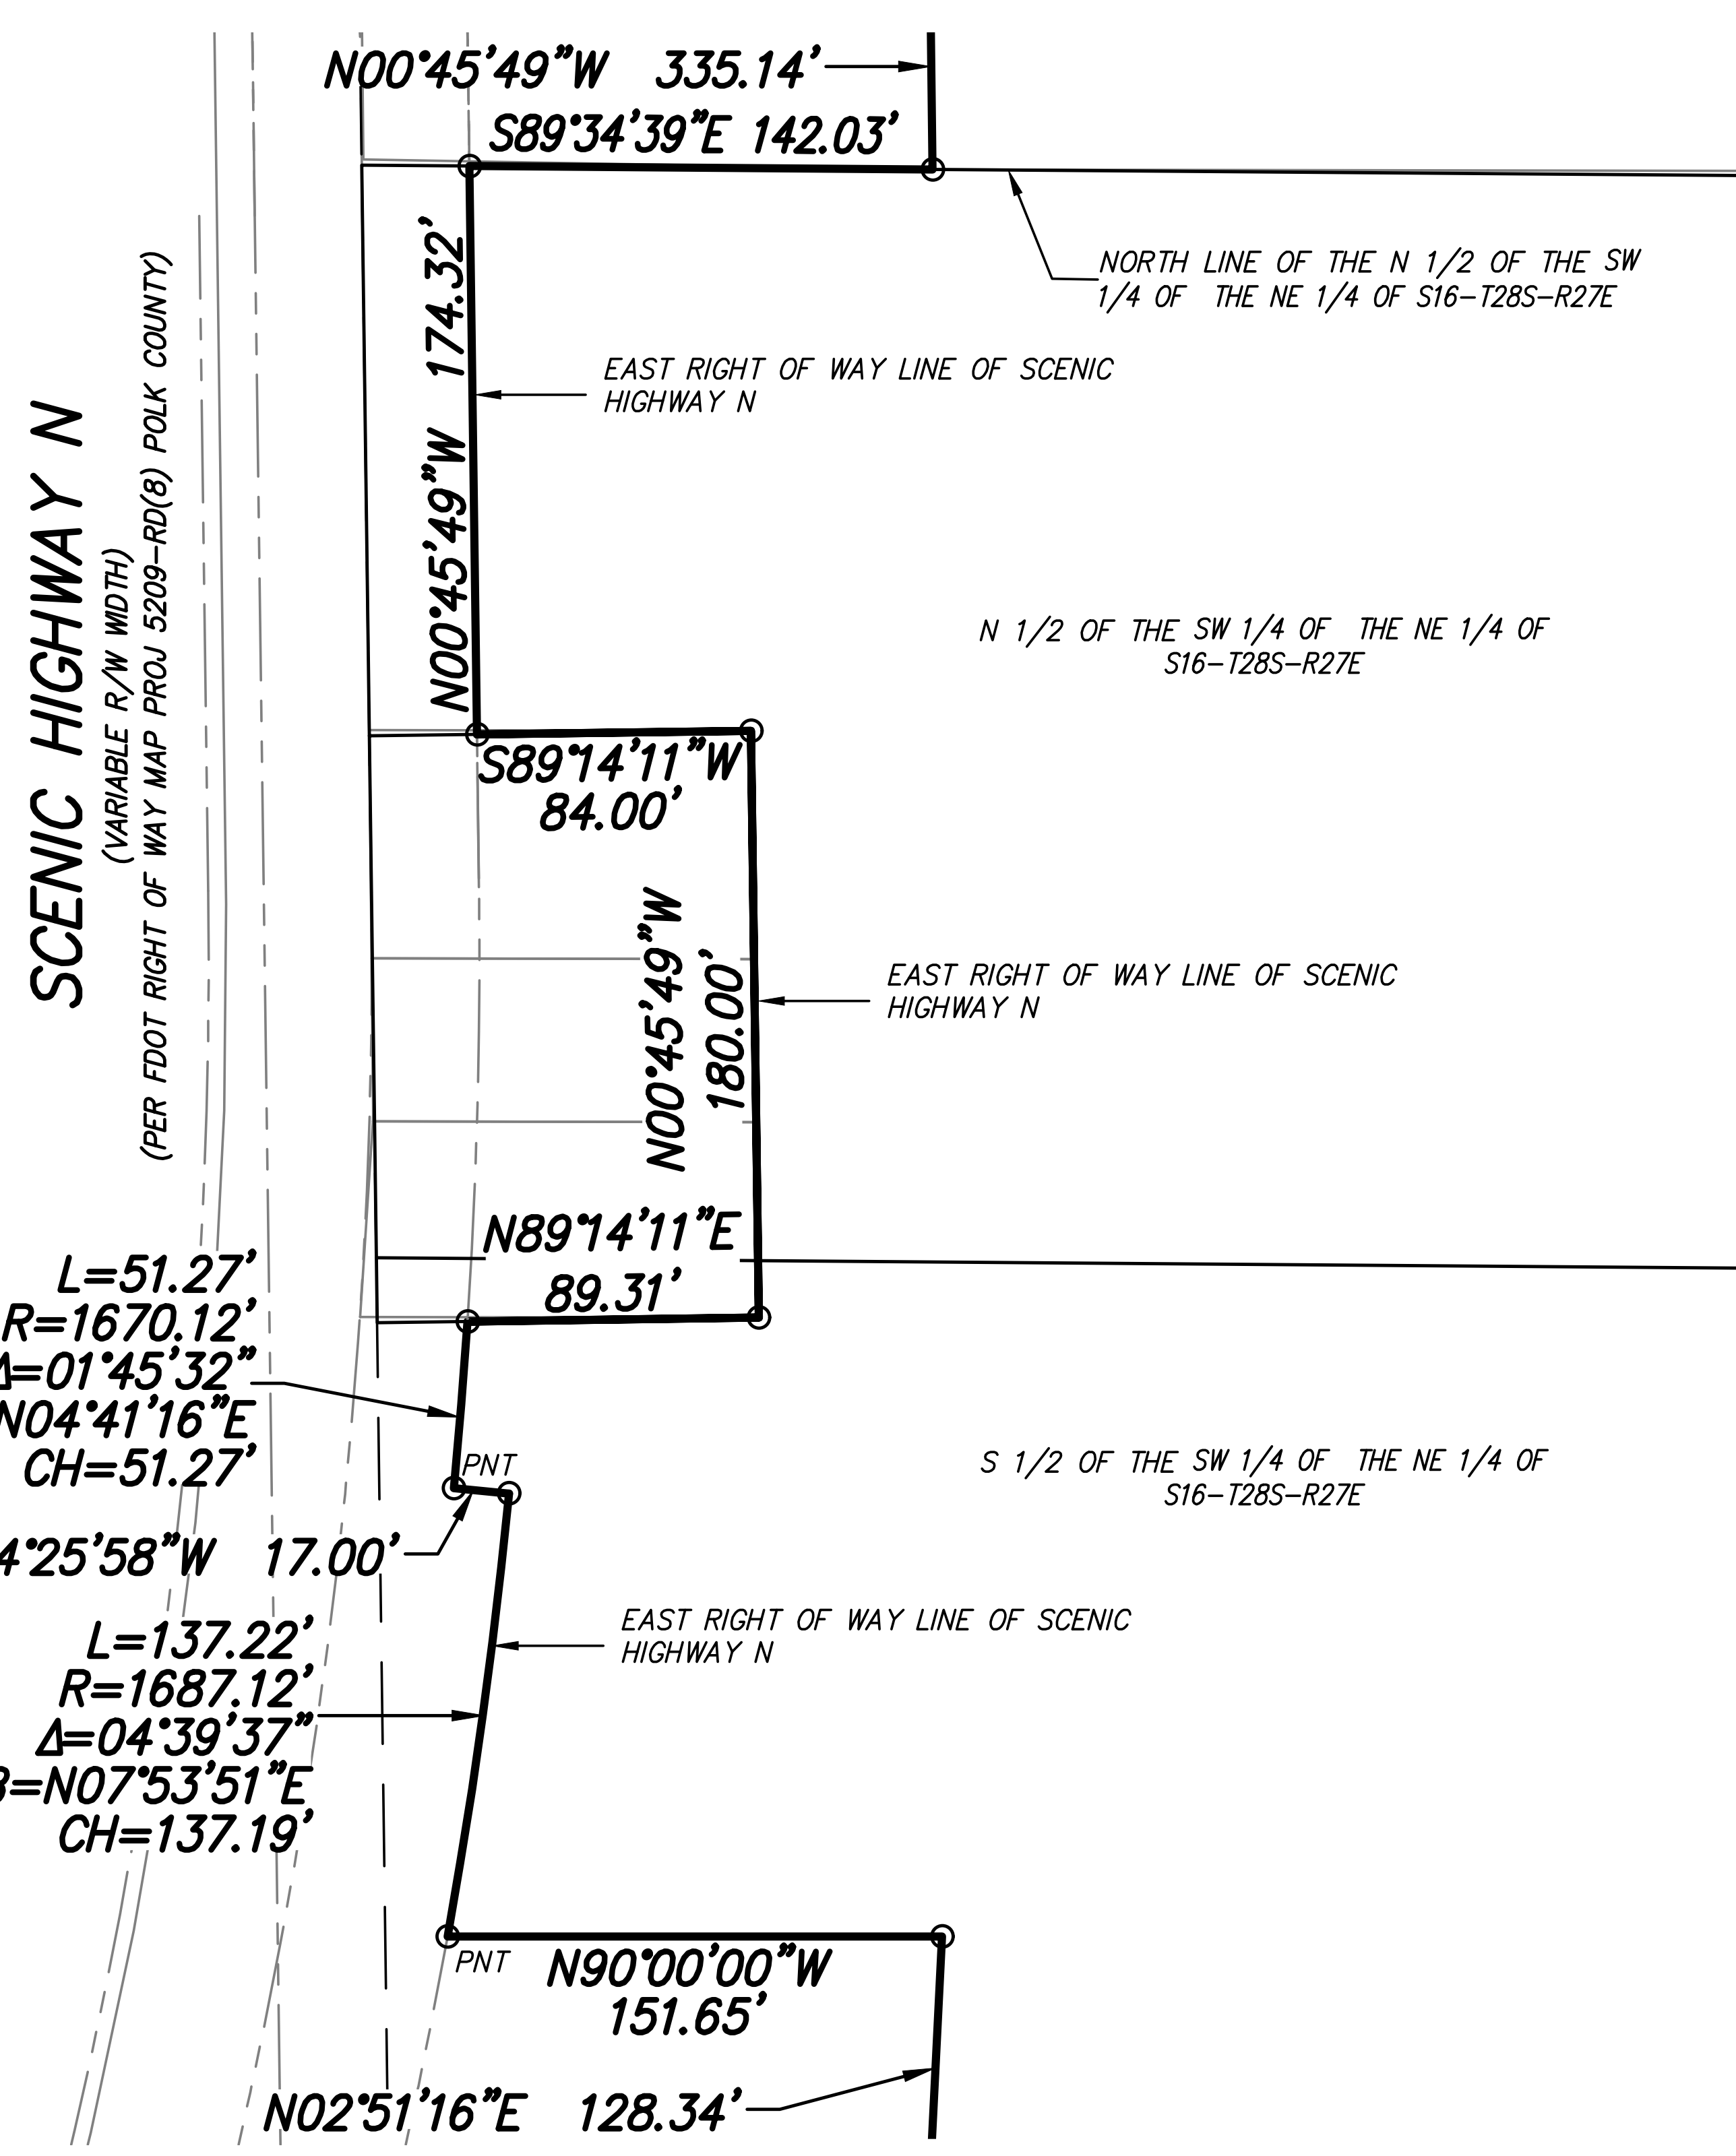 N00°45'49"W 335.14'
S89°34'39"E 142.03'
NORTH LINE OF THE N 1/2 OF THE SW
1/4 OF THE NE 1/4 OF S16-T28S-R27E
N00°45'49"W 174.32'
EAST RIGHT OF WAY LINE OF SCENIC
HIGHWAY N
SCENIC HIGHWAY N
(VARIABLE R/W WIDTH)
(PER FDOT RIGHT OF WAY MAP PROJ 5209-RD(8) POLK COUNTY)
N 1/2 OF THE SW 1/4 OF THE NE 1/4 OF
S16-T28S-R27E
S89°14'11"W
84.00'
N00°45'49"W
180.00'
EAST RIGHT OF WAY LINE OF SCENIC
HIGHWAY N
N89°14'11"E
89.31'
L=51.27'
R=1670.12'
Δ=01°45'32"
N04°41'16"E
CH=51.27'
PNT
S 1/2 OF THE SW 1/4 OF THE NE 1/4 OF
S16-T28S-R27E
4°25'58"W 17.00'
EAST RIGHT OF WAY LINE OF SCENIC
HIGHWAY N
L=137.22'
R=1687.12'
Δ=04°39'37"
B=N07°53'51"E
CH=137.19'
PNT
N90°00'00"W
151.65'
N02°51'16"E 128.34'